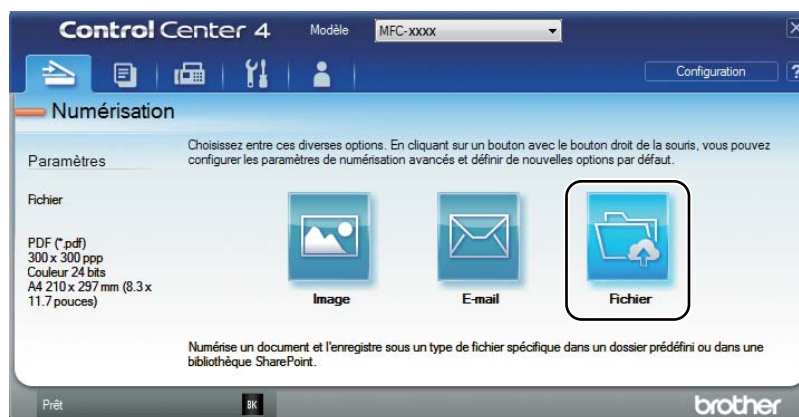 Control Center 4
Modèle
MFC-xxxx
Configuration
?
Numérisation
Paramètres
Fichier
PDF (*.pdf)
300 x 300 ppp
Couleur 24 bits
A4 210 x 297 mm (8.3 x
11.7 pouces)
Choisissez entre ces diverses options. En cliquant sur un bouton avec le bouton droit de la souris, vous pouvez
configurer les paramètres de numérisation avancés et définir de nouvelles options par défaut.
Image
E-mail
Fichier
Numérise un document et l'enregistre sous un type de fichier spécifique dans un dossier prédéfini ou dans une
bibliothèque SharePoint.
Prêt
BK
brother